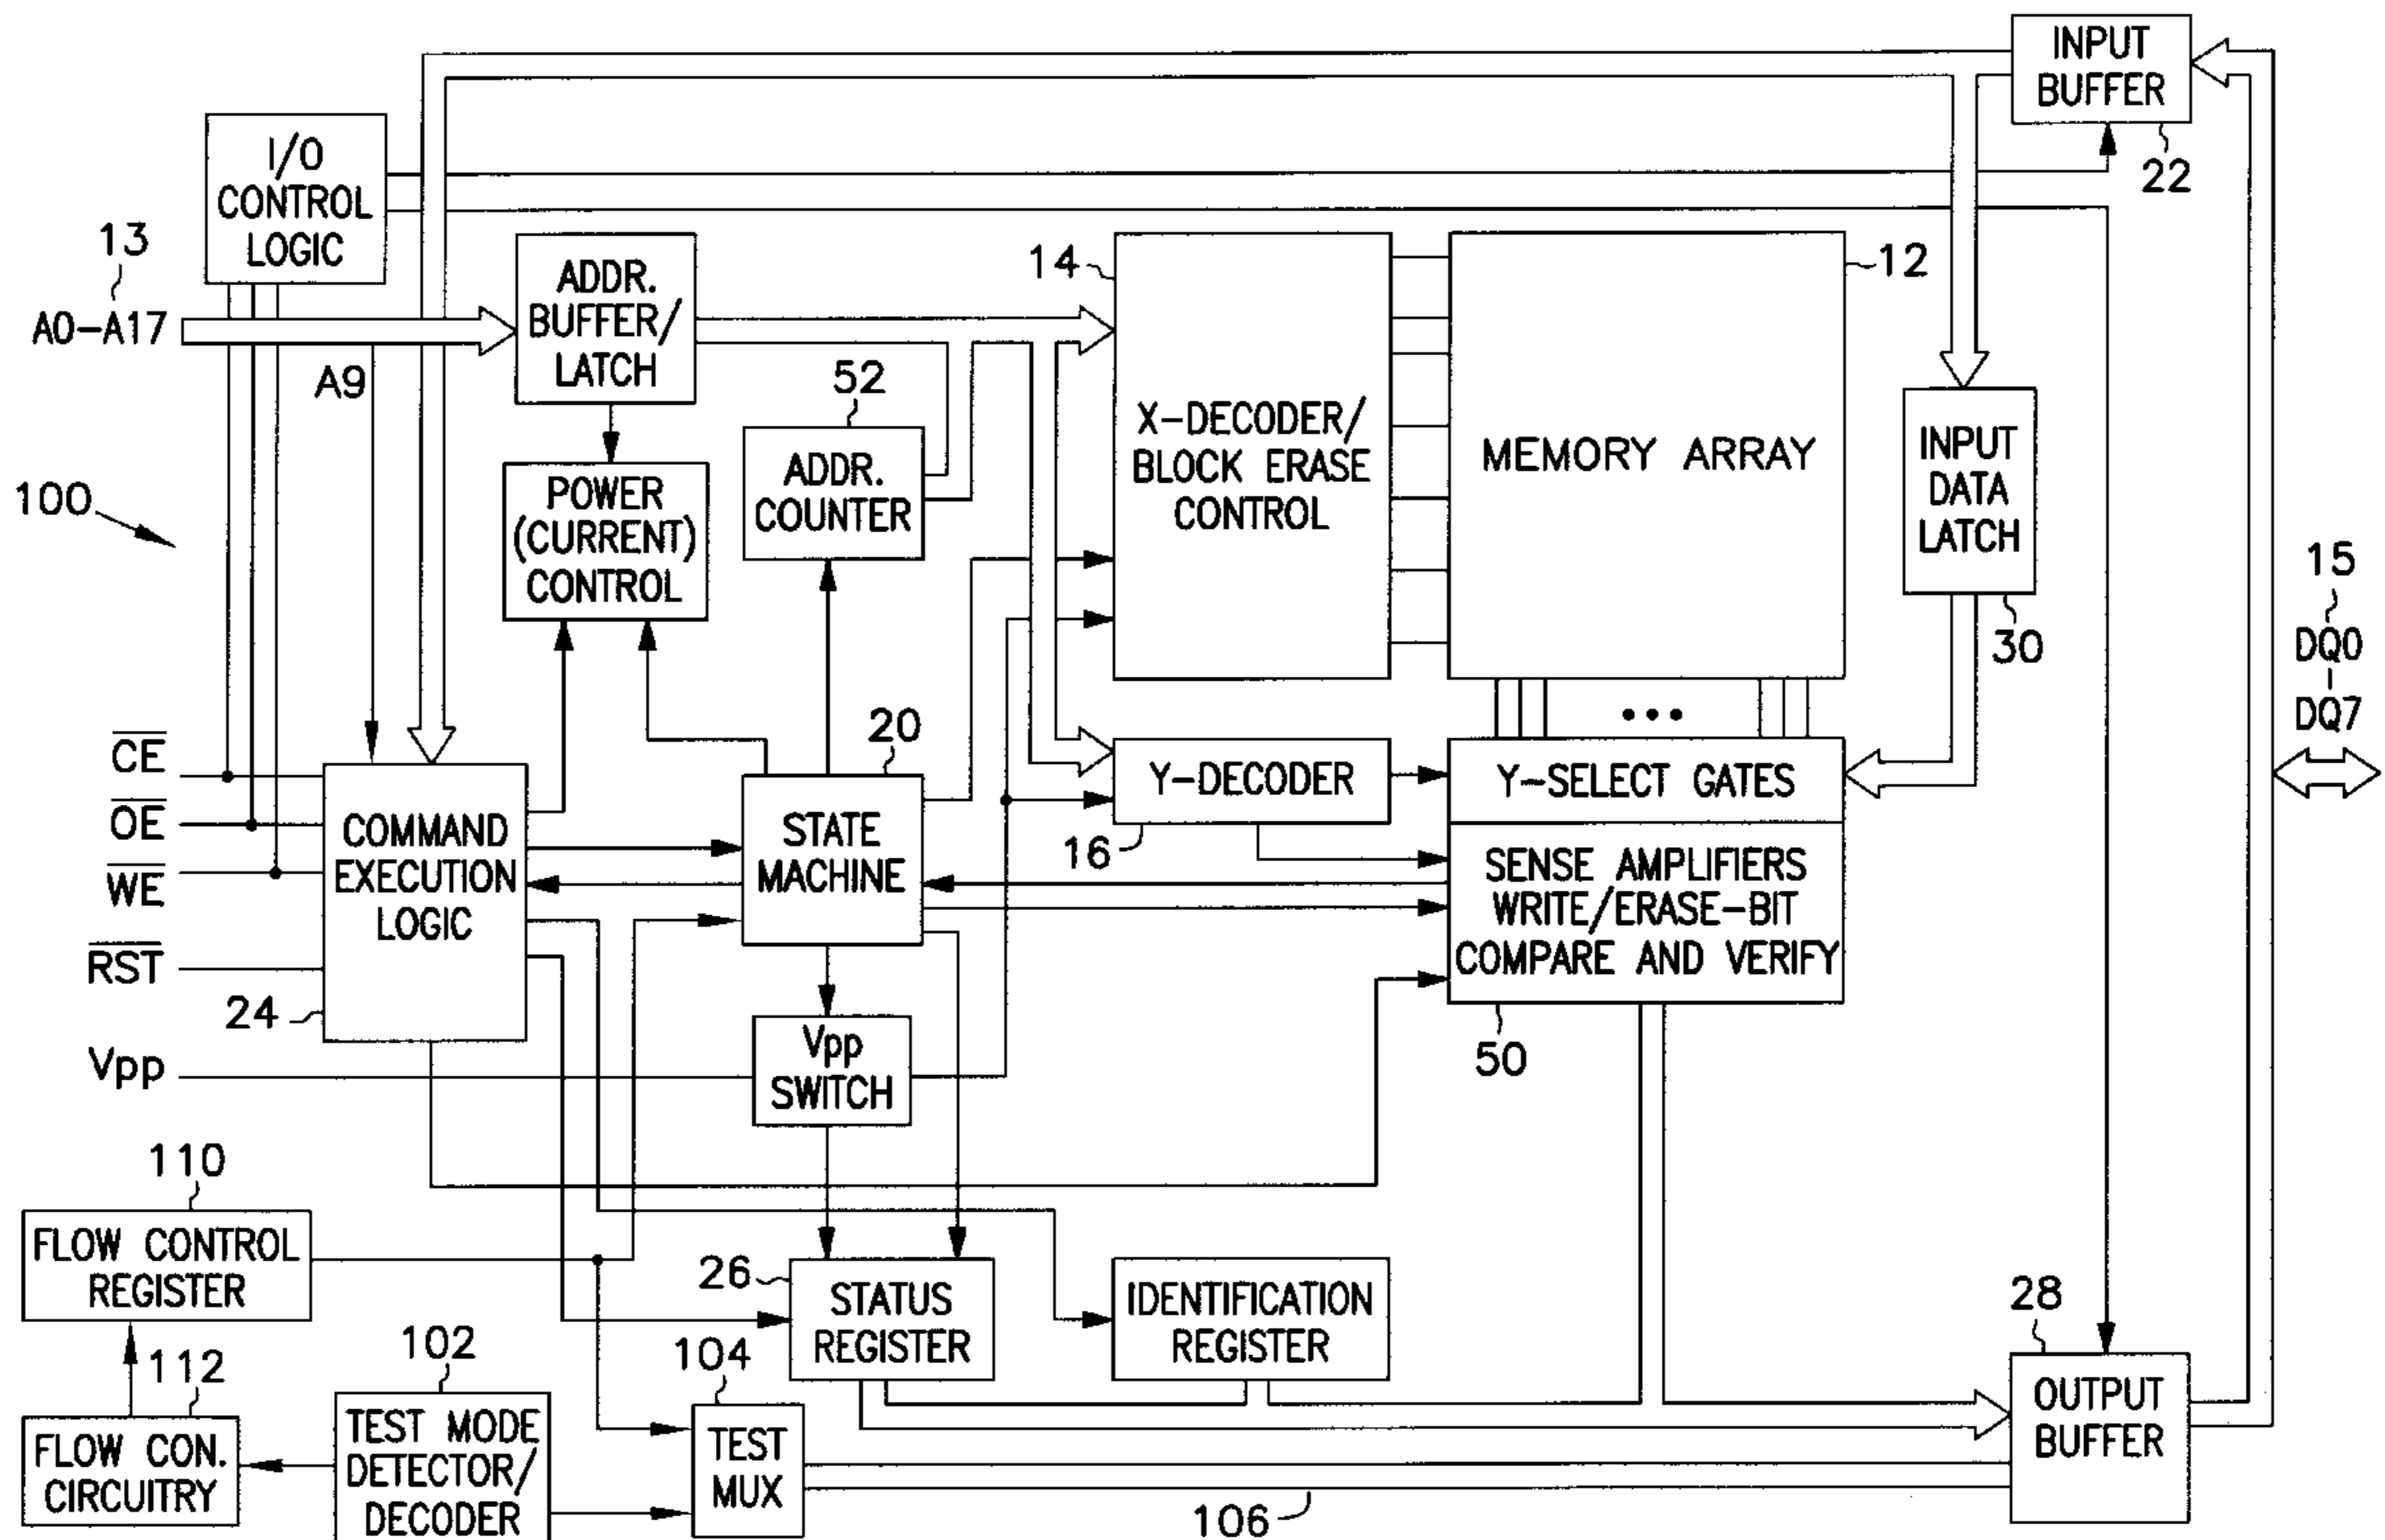 INPUT
BUFFER
22
I/O
CONTROL
LOGIC
13
A0-A17
A9
ADDR.
BUFFER/
LATCH
14
X-DECODER/
BLOCK ERASE
CONTROL
12
MEMORY ARRAY
52
ADDR.
COUNTER
POWER
(CURRENT)
CONTROL
100
INPUT
DATA
LATCH
30
15
DQ0
-
DQ7
CE
OE
WE
RST
Vpp
COMMAND
EXECUTION
LOGIC
24
20
STATE
MACHINE
Y-DECODER
16
•••
Y-SELECT GATES
SENSE AMPLIFIERS
WRITE/ERASE-BIT
COMPARE AND VERIFY
50
Vpp
SWITCH
110
FLOW CONTROL
REGISTER
112
FLOW CON.
CIRCUITRY
102
TEST MODE
DETECTOR/
DECODER
26
STATUS
REGISTER
IDENTIFICATION
REGISTER
104
TEST
MUX
106
28
OUTPUT
BUFFER